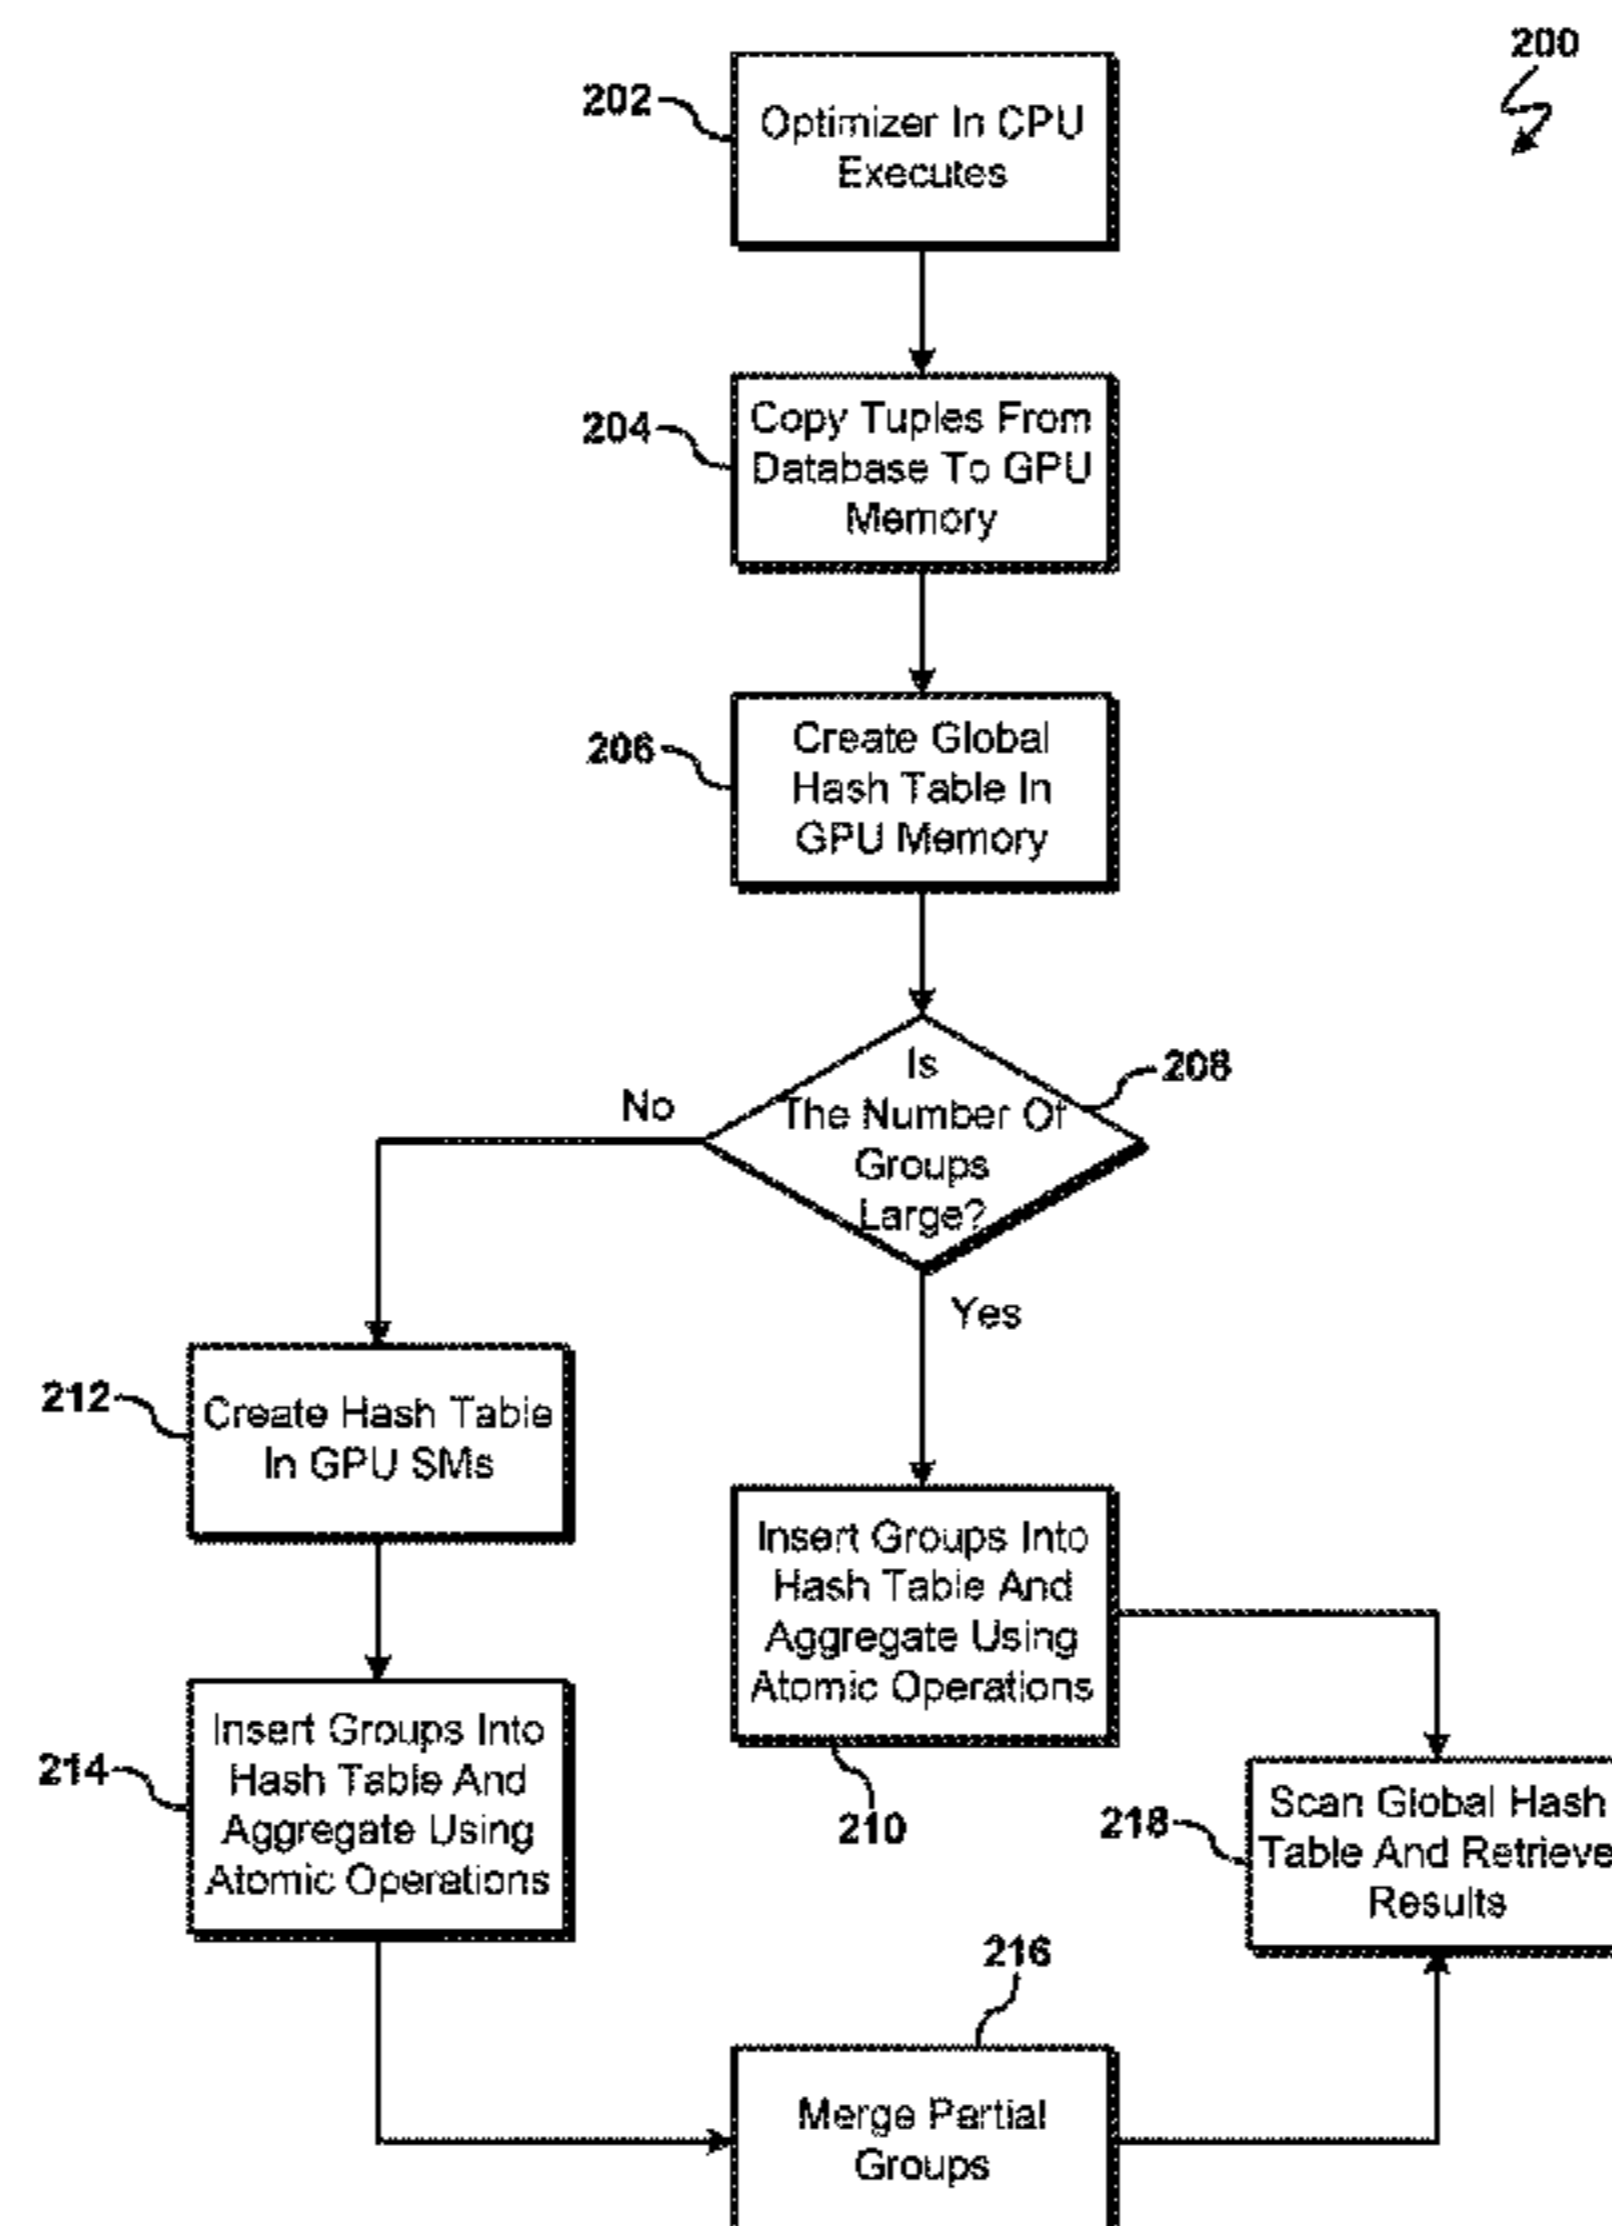 200
202
Optimizer In CPU
Executes
204
Copy Tuples From
Database To GPU
Memory
206
Create Global
Hash Table In
GPU Memory
208
Is
The Number Of
Groups
Large?
No
Yes
212
Create Hash Table
In GPU SMs
Insert Groups Into
Hash Table And
Aggregate Using
Atomic Operations
210
214
Insert Groups Into
Hash Table And
Aggregate Using
Atomic Operations
218
Scan Global Hash
Table And Retrieve
Results
216
Merge Partial
Groups